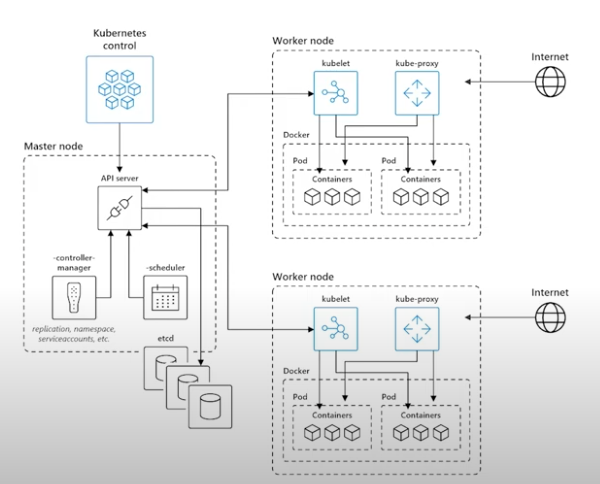 Kubernetes
control
Master node
API server
-controller-
manager
-scheduler
replication, namespace,
serviceaccounts, etc.
etcd
Worker node
kubelet
kube-proxy
Internet
Docker
Pod
Containers
Pod
Containers
Worker node
kubelet
kube-proxy
Internet
Docker
Pod
Containers
Pod
Containers